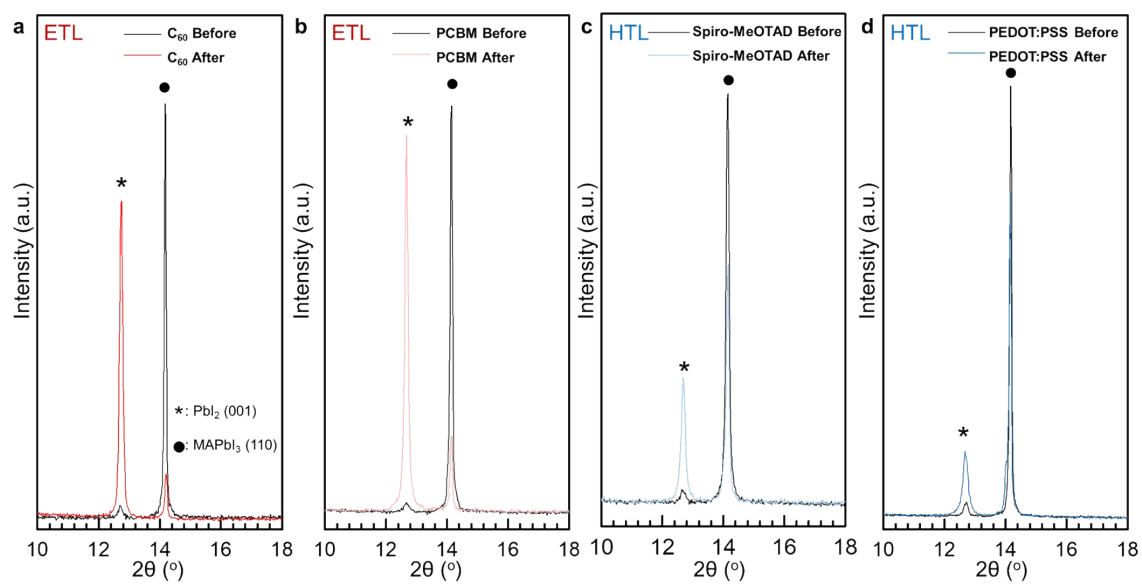 a
ETL
C₆₀ Before
C₆₀ After
*
●
*: PbI₂ (001)
●: MAPbI₃ (110)
Intensity (a.u.)
10 12 14 16 18
2θ (°)
b
ETL
PCBM Before
PCBM After
*
●
Intensity (a.u.)
10 12 14 16 18
2θ (°)
c
HTL
Spiro-MeOTAD Before
Spiro-MeOTAD After
*
●
Intensity (a.u.)
10 12 14 16 18
2θ (°)
d
HTL
PEDOT:PSS Before
PEDOT:PSS After
*
●
Intensity (a.u.)
10 12 14 16 18
2θ (°)